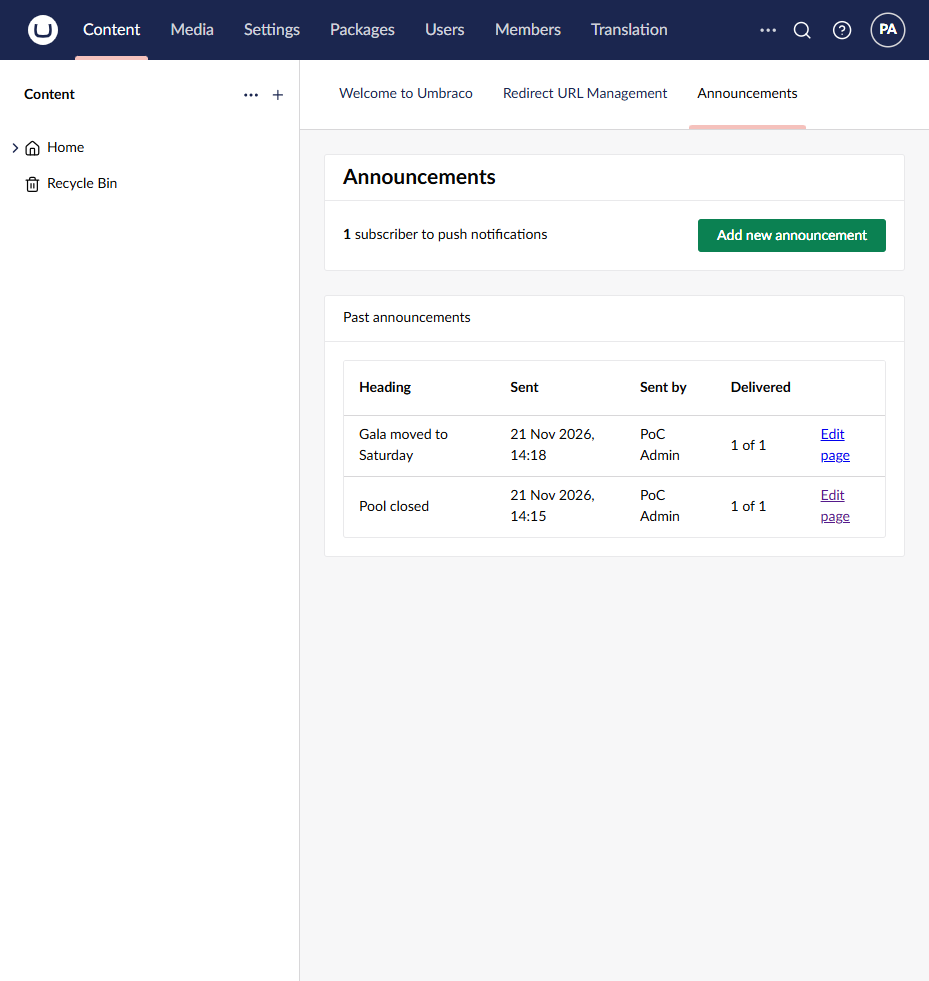 Content Media Settings Packages Users Members Translation PA
Content
Home
Recycle Bin
Welcome to Umbraco Redirect URL Management Announcements
Announcements
1 subscriber to push notifications Add new announcement
Past announcements
Heading Sent Sent by Delivered
Gala moved to Saturday 21 Nov 2026, 14:18 PoC Admin 1 of 1 Edit page
Pool closed 21 Nov 2026, 14:15 PoC Admin 1 of 1 Edit page